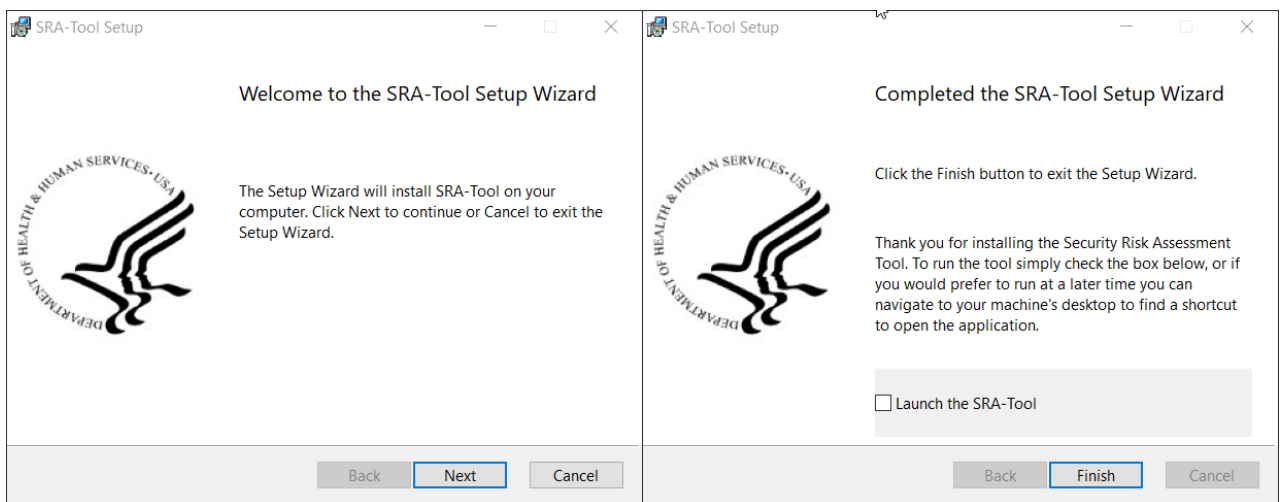 SRA-Tool Setup
Welcome to the SRA-Tool Setup Wizard
DEPARTMENT OF HEALTH & HUMAN SERVICES · USA
The Setup Wizard will install SRA-Tool on your
computer. Click Next to continue or Cancel to exit the
Setup Wizard.
Back Next Cancel
SRA-Tool Setup
Completed the SRA-Tool Setup Wizard
DEPARTMENT OF HEALTH & HUMAN SERVICES · USA
Click the Finish button to exit the Setup Wizard.
Thank you for installing the Security Risk Assessment
Tool. To run the tool simply check the box below, or if
you would prefer to run at a later time you can
navigate to your machine's desktop to find a shortcut
to open the application.
Launch the SRA-Tool
Back Finish Cancel